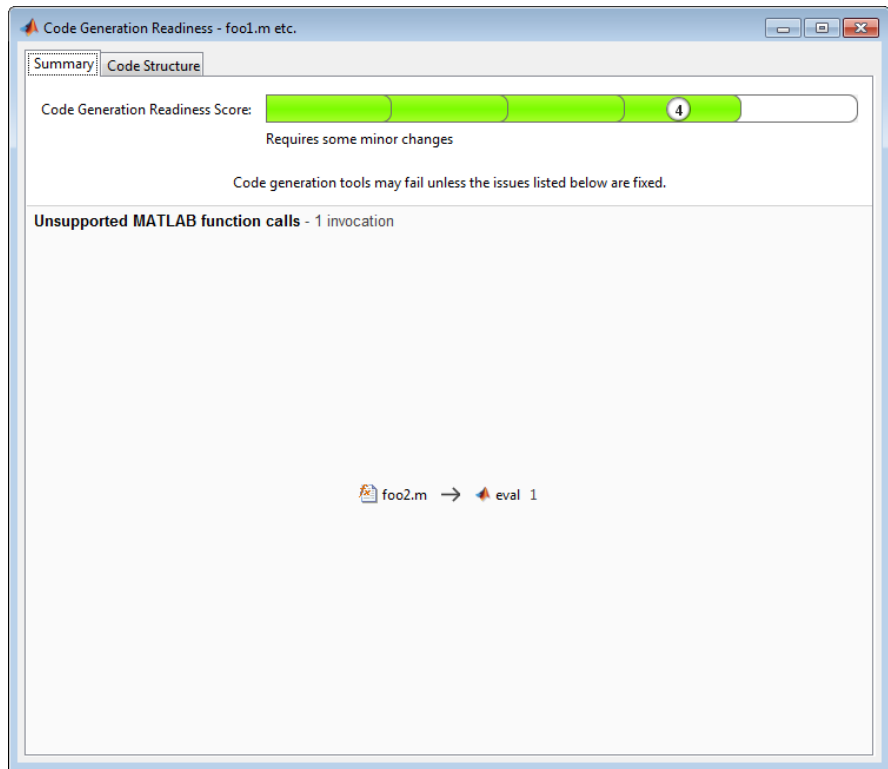 Code Generation Readiness - foo1.m etc.
Summary
Code Structure
Code Generation Readiness Score:
4
Requires some minor changes
Code generation tools may fail unless the issues listed below are fixed.
Unsupported MATLAB function calls - 1 invocation
foo2.m → eval 1